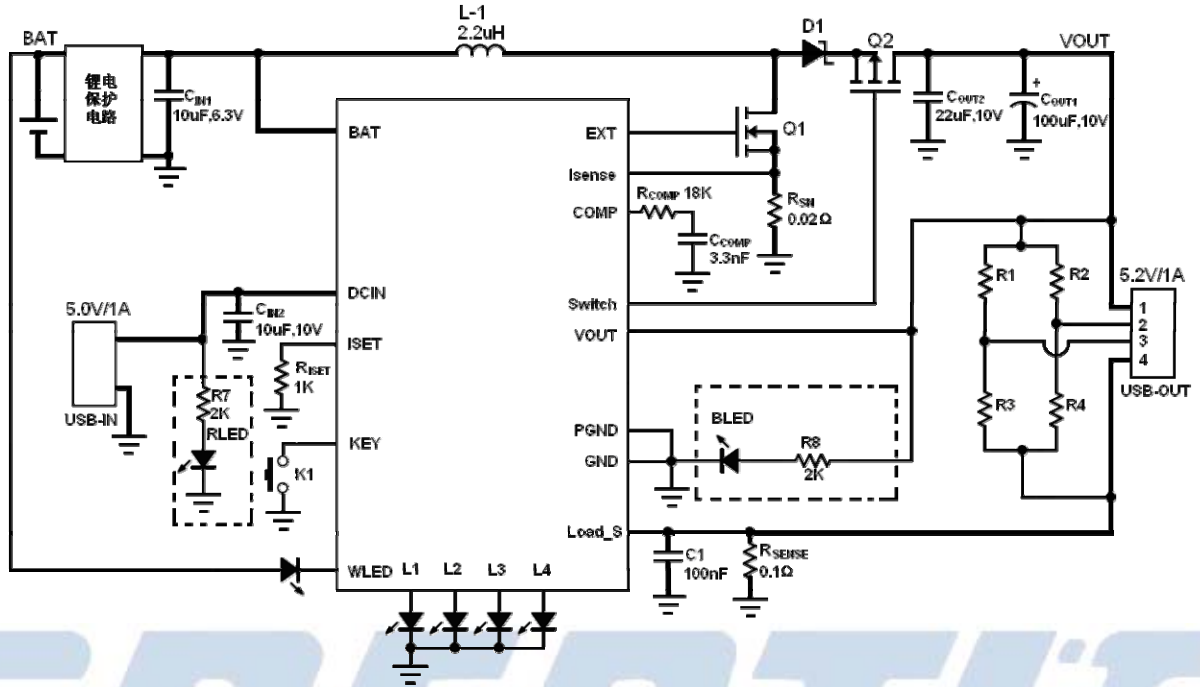 L-1
2.2uH
BAT
D1
Q2
VOUT
锂电
保护
电路
CIN1
10uF,6.3V
COUT2
22uF,10V
+
COUT1
100uF,10V
BAT
EXT
Q1
Isense
RCOMP 18K
RSN
0.02Ω
COMP
CCOMP
3.3nF
DCIN
Switch
R1
R2
5.2V/1A
5.0V/1A
CIN2
10uF,10V
VOUT
1
2
3
4
USB-OUT
ISET
RISET
1K
R7
2K
RLED
USB-IN
R3
R4
BLED
R8
2K
PGND
GND
KEY
K1
Load_S
C1
100nF
RSENSE
0.1Ω
WLED
L1
L2
L3
L4